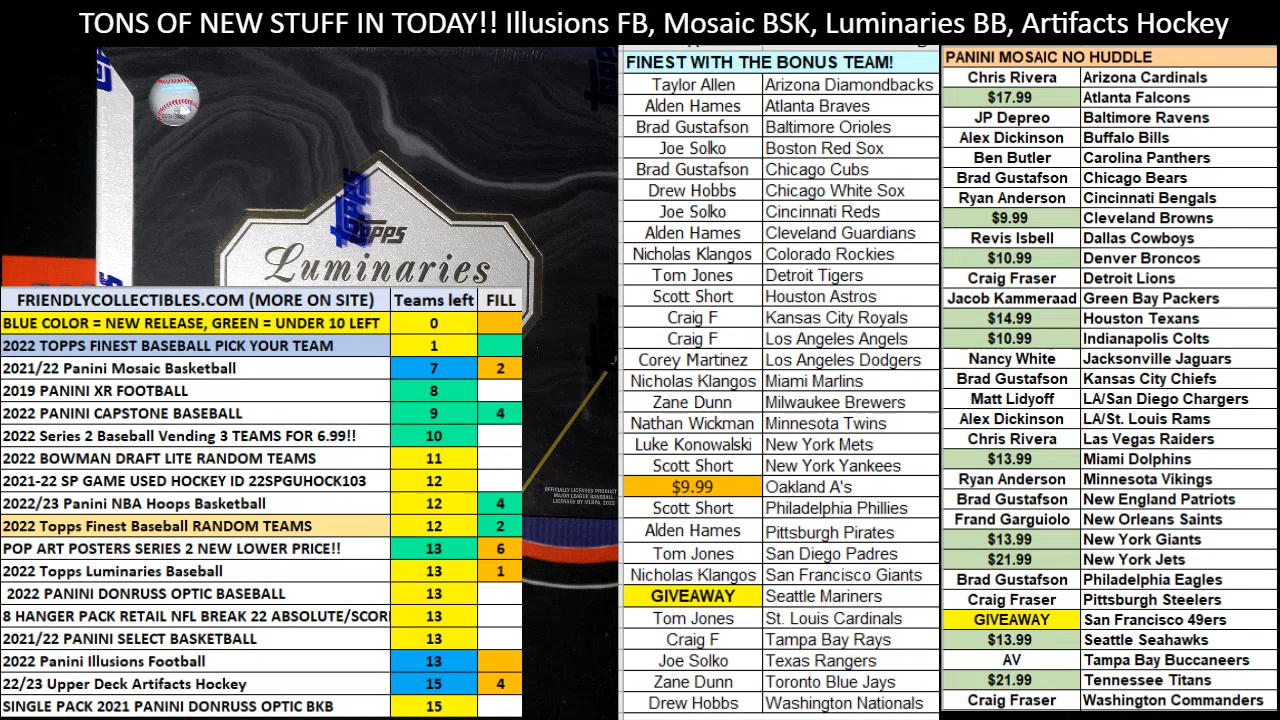 TONS OF NEW STUFF IN TODAY!! Illusions FB, Mosaic BSK, Luminaries BB, Artifacts Hockey
TOPPS
Luminaries
OFFICIALLY LICENSED PRODUCT
MAJOR LEAGUE BASEBALL
LICENSED BY MLBPA, 2022
FRIENDLYCOLLECTIBLES.COM (MORE ON SITE) Teams left FILL
BLUE COLOR = NEW RELEASE, GREEN = UNDER 10 LEFT 0
2022 TOPPS FINEST BASEBALL PICK YOUR TEAM 1
2021/22 Panini Mosaic Basketball 7 2
2019 PANINI XR FOOTBALL 8
2022 PANINI CAPSTONE BASEBALL 9 4
2022 Series 2 Baseball Vending 3 TEAMS FOR 6.99!! 10
2022 BOWMAN DRAFT LITE RANDOM TEAMS 11
2021-22 SP GAME USED HOCKEY ID 22SPGUHOCK103 12
2022/23 Panini NBA Hoops Basketball 12 4
2022 Topps Finest Baseball RANDOM TEAMS 12 2
POP ART POSTERS SERIES 2 NEW LOWER PRICE!! 13 6
2022 Topps Luminaries Baseball 13 1
2022 PANINI DONRUSS OPTIC BASEBALL 13
8 HANGER PACK RETAIL NFL BREAK 22 ABSOLUTE/SCORE 13
2021/22 PANINI SELECT BASKETBALL 13
2022 Panini Illusions Football 13
22/23 Upper Deck Artifacts Hockey 15 4
SINGLE PACK 2021 PANINI DONRUSS OPTIC BKB 15
FINEST WITH THE BONUS TEAM!
Taylor Allen Arizona Diamondbacks
Alden Hames Atlanta Braves
Brad Gustafson Baltimore Orioles
Joe Solko Boston Red Sox
Brad Gustafson Chicago Cubs
Drew Hobbs Chicago White Sox
Joe Solko Cincinnati Reds
Alden Hames Cleveland Guardians
Nicholas Klangos Colorado Rockies
Tom Jones Detroit Tigers
Scott Short Houston Astros
Craig F Kansas City Royals
Craig F Los Angeles Angels
Corey Martinez Los Angeles Dodgers
Nicholas Klangos Miami Marlins
Zane Dunn Milwaukee Brewers
Nathan Wickman Minnesota Twins
Luke Konowalski New York Mets
Scott Short New York Yankees
$9.99 Oakland A's
Scott Short Philadelphia Phillies
Alden Hames Pittsburgh Pirates
Tom Jones San Diego Padres
Nicholas Klangos San Francisco Giants
GIVEAWAY Seattle Mariners
Tom Jones St. Louis Cardinals
Craig F Tampa Bay Rays
Joe Solko Texas Rangers
Zane Dunn Toronto Blue Jays
Drew Hobbs Washington Nationals
PANINI MOSAIC NO HUDDLE
Chris Rivera Arizona Cardinals
$17.99 Atlanta Falcons
JP Depreo Baltimore Ravens
Alex Dickinson Buffalo Bills
Ben Butler Carolina Panthers
Brad Gustafson Chicago Bears
Ryan Anderson Cincinnati Bengals
$9.99 Cleveland Browns
Revis Isbell Dallas Cowboys
$10.99 Denver Broncos
Craig Fraser Detroit Lions
Jacob Kammeraad Green Bay Packers
$14.99 Houston Texans
$10.99 Indianapolis Colts
Nancy White Jacksonville Jaguars
Brad Gustafson Kansas City Chiefs
Matt Lidyoff LA/San Diego Chargers
Alex Dickinson LA/St. Louis Rams
Chris Rivera Las Vegas Raiders
$13.99 Miami Dolphins
Ryan Anderson Minnesota Vikings
Brad Gustafson New England Patriots
Frand Garguiolo New Orleans Saints
$13.99 New York Giants
$21.99 New York Jets
Brad Gustafson Philadelphia Eagles
Craig Fraser Pittsburgh Steelers
GIVEAWAY San Francisco 49ers
$13.99 Seattle Seahawks
AV Tampa Bay Buccaneers
$21.99 Tennessee Titans
Craig Fraser Washington Commanders